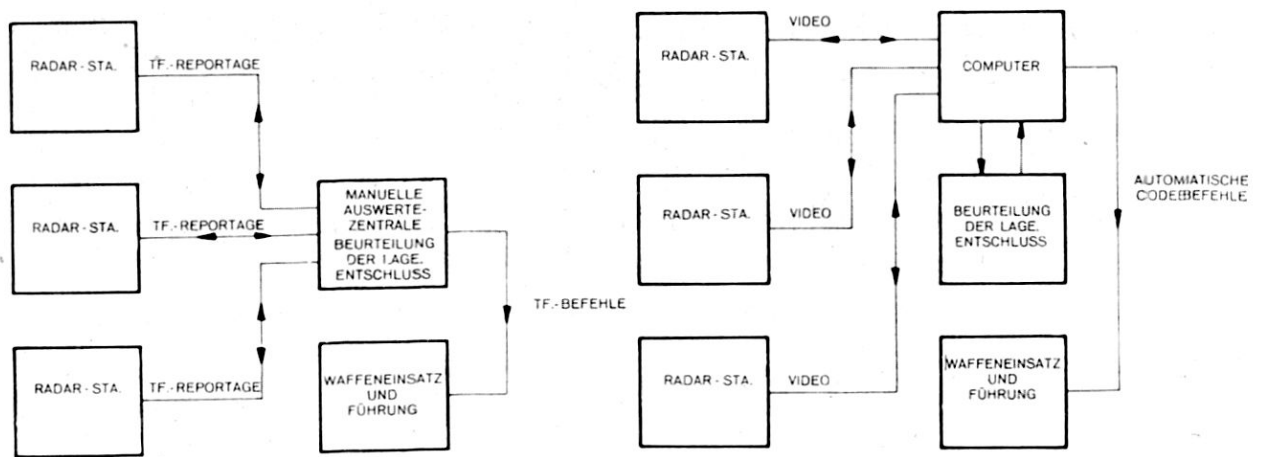 RADAR - STA.
TF.-REPORTAGE
RADAR - STA.
TF.-REPORTAGE
RADAR - STA.
TF.-REPORTAGE
MANUELLE
AUSWERTE-
ZENTRALE
BEURTEILUNG
DER LAGE.
ENTSCHLUSS
TF.-BEFEHLE
WAFFENEINSATZ
UND
FÜHRUNG
RADAR - STA.
VIDEO
RADAR - STA.
VIDEO
RADAR - STA.
VIDEO
COMPUTER
BEURTEILUNG
DER LAGE.
ENTSCHLUSS
AUTOMATISCHE
CODEBEFEHLE
WAFFENEINSATZ
UND
FÜHRUNG